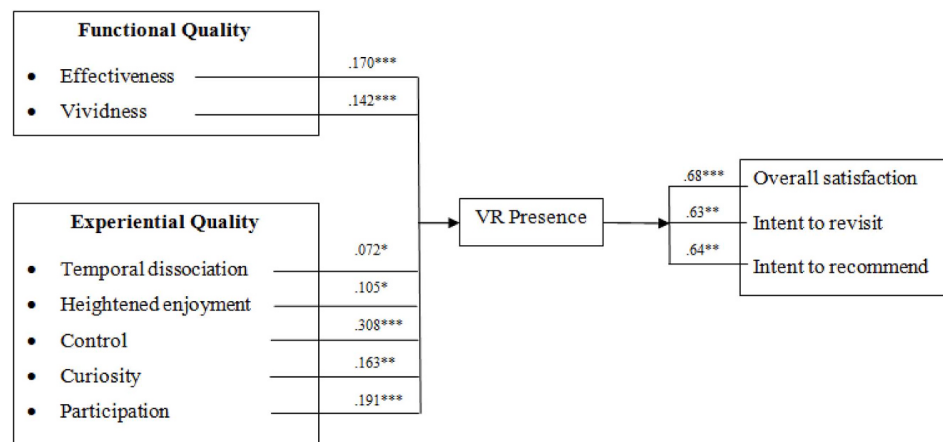 Functional Quality
• Effectiveness .170***
• Vividness .142***
Experiential Quality
• Temporal dissociation .072*
• Heightened enjoyment .105*
• Control .308***
• Curiosity .163**
• Participation .191***
VR Presence
.68*** Overall satisfaction
.63** Intent to revisit
.64** Intent to recommend